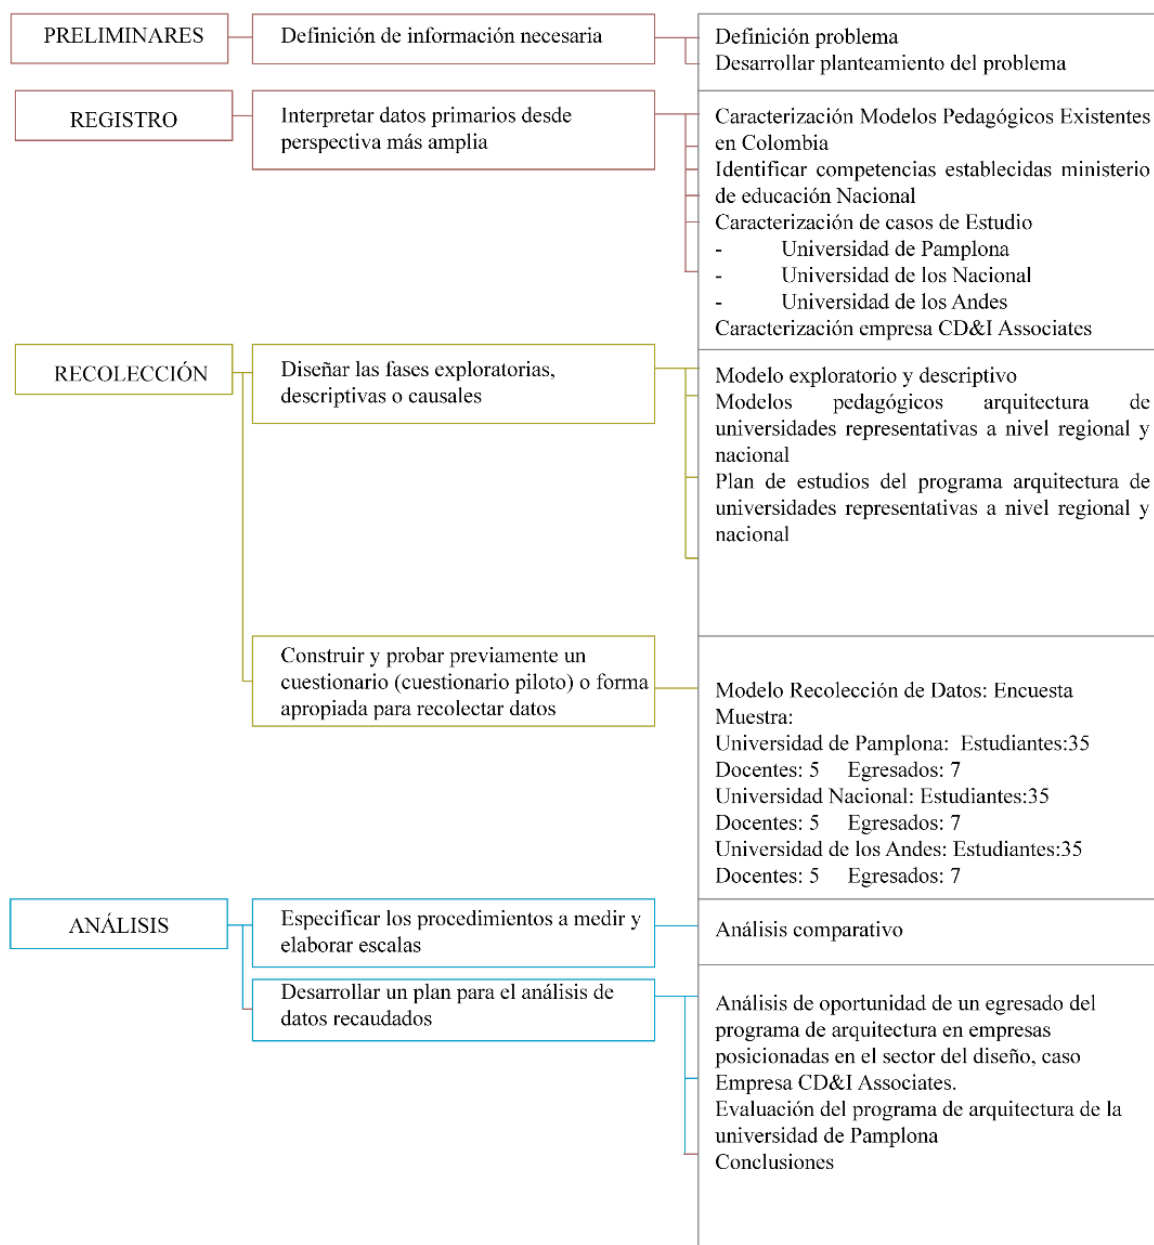 PRELIMINARES
Definición de información necesaria
Definición problema
Desarrollar planteamiento del problema
REGISTRO
Interpretar datos primarios desde
perspectiva más amplia
Caracterización Modelos Pedagógicos Existentes
en Colombia
Identificar competencias establecidas ministerio
de educación Nacional
Caracterización de casos de Estudio
- Universidad de Pamplona
- Universidad de los Nacional
- Universidad de los Andes
Caracterización empresa CD&I Associates
RECOLECCIÓN
Diseñar las fases exploratorias,
descriptivas o causales
Modelo exploratorio y descriptivo
Modelos pedagógicos arquitectura de
universidades representativas a nivel regional y
nacional
Plan de estudios del programa arquitectura de
universidades representativas a nivel regional y
nacional
Construir y probar previamente un
cuestionario (cuestionario piloto) o forma
apropiada para recolectar datos
Modelo Recolección de Datos: Encuesta
Muestra:
Universidad de Pamplona: Estudiantes:35
Docentes: 5 Egresados: 7
Universidad Nacional: Estudiantes:35
Docentes: 5 Egresados: 7
Universidad de los Andes: Estudiantes:35
Docentes: 5 Egresados: 7
ANÁLISIS
Especificar los procedimientos a medir y
elaborar escalas
Análisis comparativo
Desarrollar un plan para el análisis de
datos recaudados
Análisis de oportunidad de un egresado del
programa de arquitectura en empresas
posicionadas en el sector del diseño, caso
Empresa CD&I Associates.
Evaluación del programa de arquitectura de la
universidad de Pamplona
Conclusiones